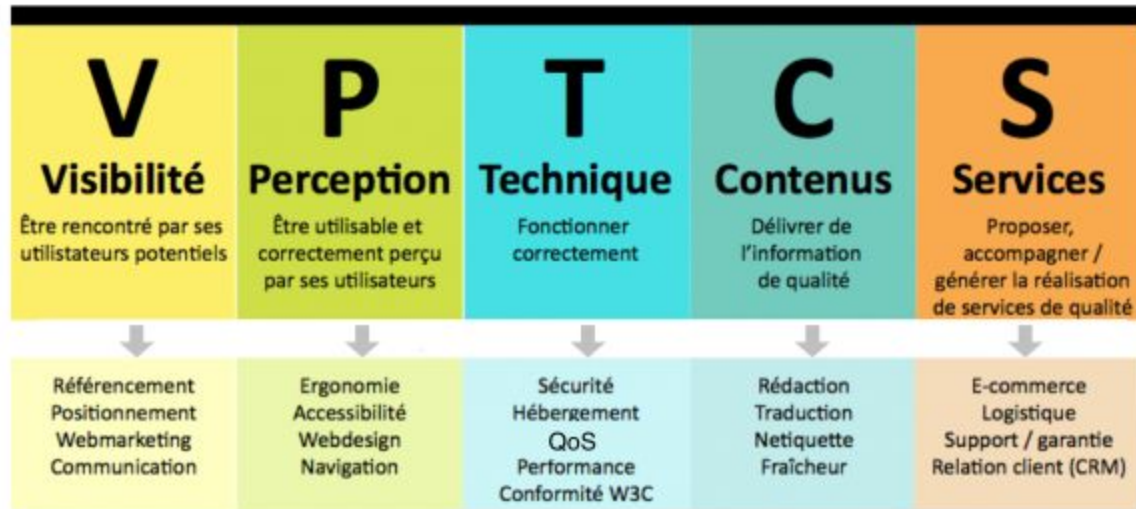 V
Visibilité
Être rencontré par ses
utilistateurs potentiels
Référencement
Positionnement
Webmarketing
Communication
P
Perception
Être utilisable et
correctement perçu
par ses utilisateurs
Ergonomie
Accessibilité
Webdesign
Navigation
T
Technique
Fonctionner
correctement
Sécurité
Hébergement
QoS
Performance
Conformité W3C
C
Contenus
Délivrer de
l'information
de qualité
Rédaction
Traduction
Netiquette
Fraîcheur
S
Services
Proposer,
accompagner /
générer la réalisation
de services de qualité
E-commerce
Logistique
Support / garantie
Relation client (CRM)